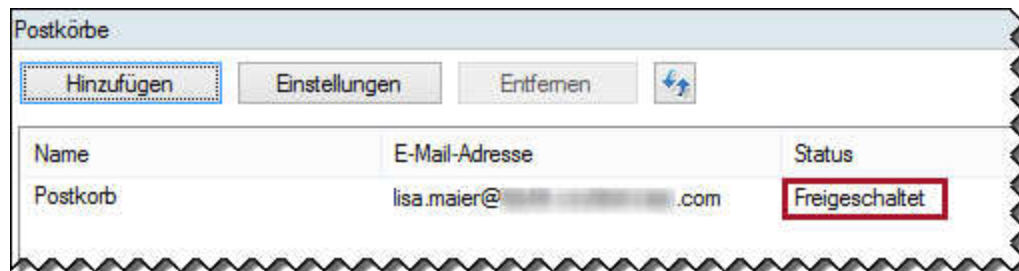 Postkörbe
Hinzufügen Einstellungen Entfernen
Name E-Mail-Adresse Status
Postkorb lisa.maier@ .com Freigeschaltet